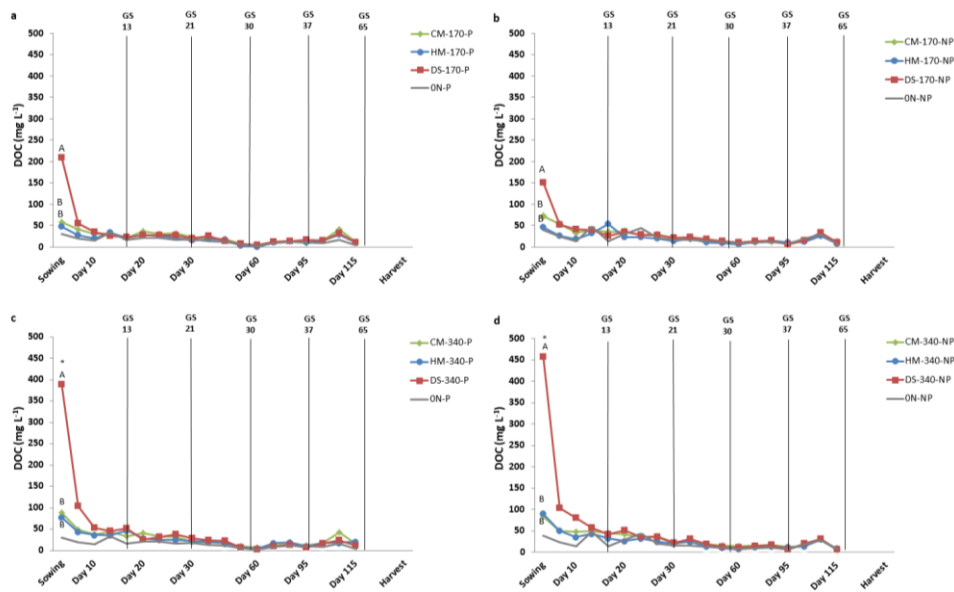 a
GS GS GS GS GS
13 21 30 37 65
500
450
400
350
300
250
200
150
100
50
0
DOC (mg L⁻¹)
A
B
B
CM-170-P
HM-170-P
DS-170-P
0N-P
Sowing Day 10 Day 20 Day 30 Day 60 Day 95 Day 115 Harvest
b
GS GS GS GS GS
13 21 30 37 65
500
450
400
350
300
250
200
150
100
50
0
DOC (mg L⁻¹)
A
B
B
CM-170-NP
HM-170-NP
DS-170-NP
0N-NP
Sowing Day 10 Day 20 Day 30 Day 60 Day 95 Day 115 Harvest
c
GS GS GS GS GS
13 21 30 37 65
500
450
400
350
300
250
200
150
100
50
0
DOC (mg L⁻¹)
*
A
B
B
CM-340-P
HM-340-P
DS-340-P
0N-P
Sowing Day 10 Day 20 Day 30 Day 60 Day 95 Day 115 Harvest
d
GS GS GS GS GS
13 21 30 37 65
500
450
400
350
300
250
200
150
100
50
0
DOC (mg L⁻¹)
*
A
B
B
CM-340-NP
HM-340-NP
DS-340-NP
0N-NP
Sowing Day 10 Day 20 Day 30 Day 60 Day 95 Day 115 Harvest